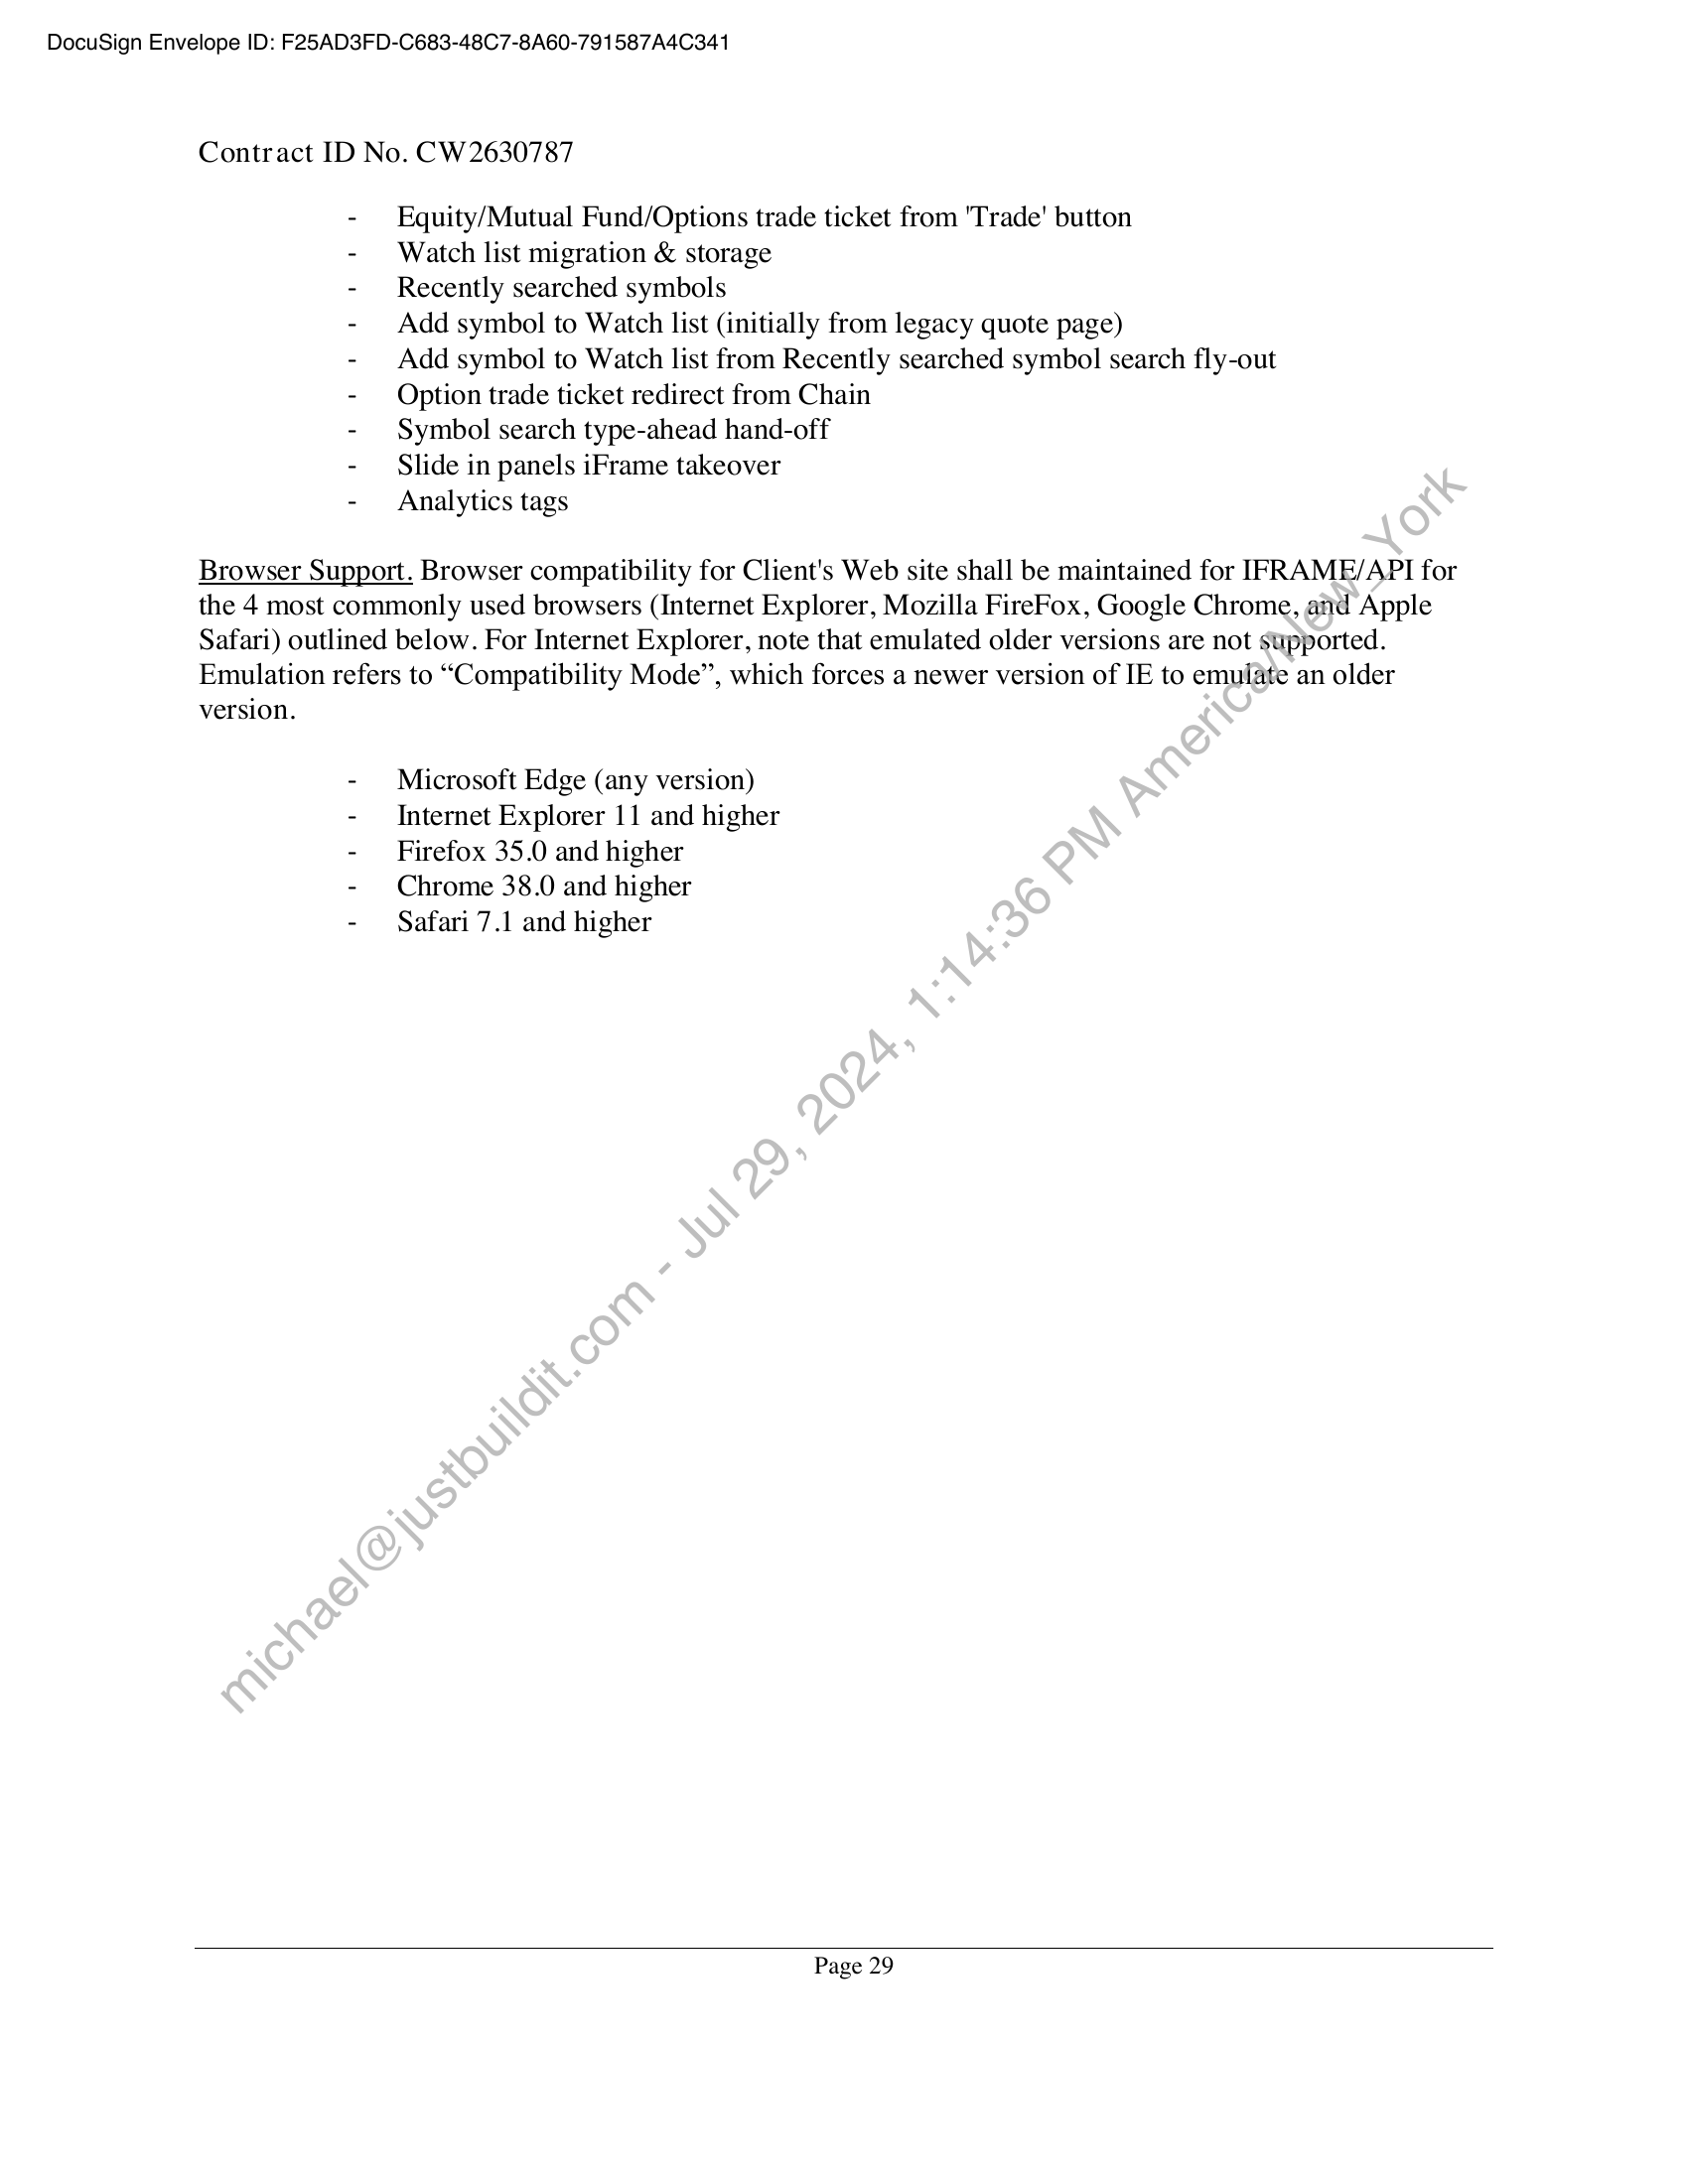 DocuSign Envelope ID: F25AD3FD-C683-48C7-8A60-791587A4C341
Contract ID No. CW2630787
- Equity/Mutual Fund/Options trade ticket from 'Trade' button
- Watch list migration & storage
- Recently searched symbols
- Add symbol to Watch list (initially from legacy quote page)
- Add symbol to Watch list from Recently searched symbol search fly-out
- Option trade ticket redirect from Chain
- Symbol search type-ahead hand-off
- Slide in panels iFrame takeover
- Analytics tags
Browser Support. Browser compatibility for Client's Web site shall be maintained for IFRAME/API for
the 4 most commonly used browsers (Internet Explorer, Mozilla FireFox, Google Chrome, and Apple
Safari) outlined below. For Internet Explorer, note that emulated older versions are not supported.
Emulation refers to “Compatibility Mode”, which forces a newer version of IE to emulate an older
version.
- Microsoft Edge (any version)
- Internet Explorer 11 and higher
- Firefox 35.0 and higher
- Chrome 38.0 and higher
- Safari 7.1 and higher
michael@justbuildit.com - Jul 29, 2024, 1:14:36 PM America/New_York
Page 29